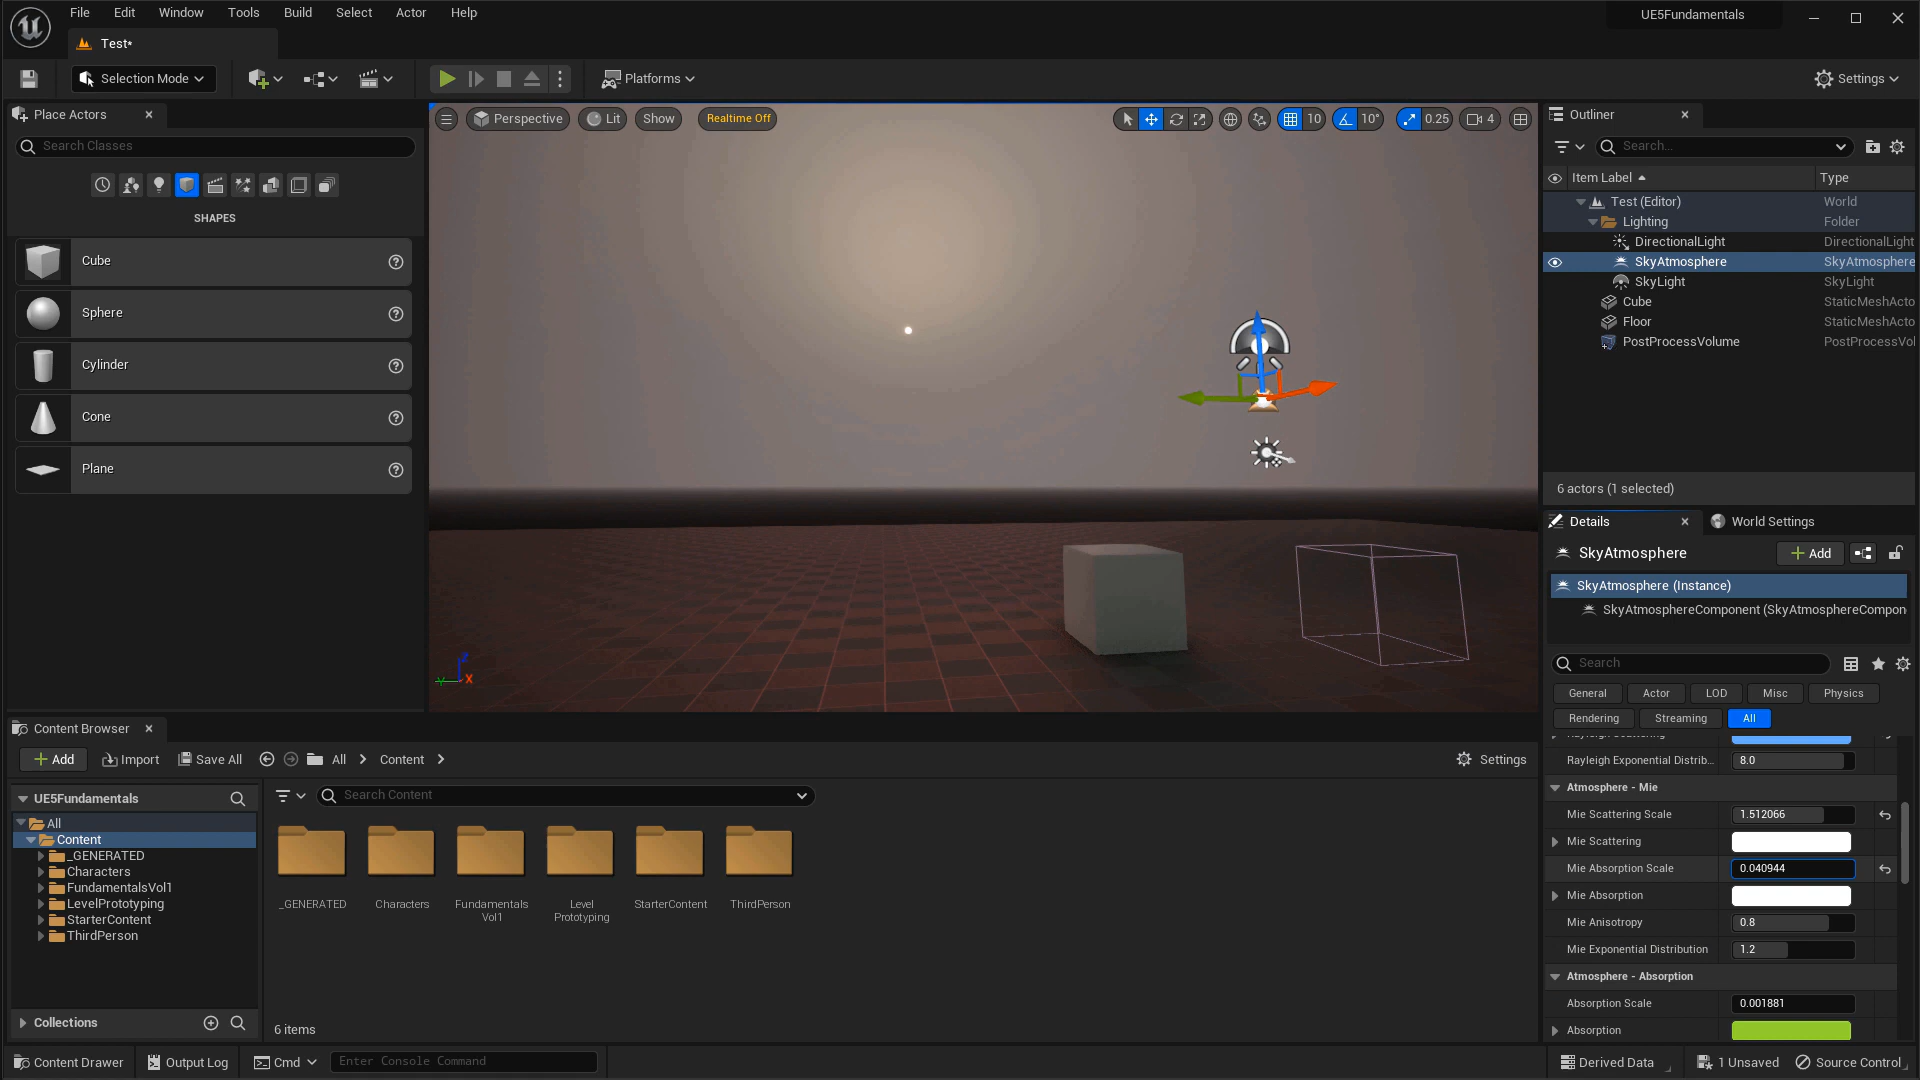 File Edit Window Tools Build Select Actor Help
UE5Fundamentals
Test*
Selection Mode
Platforms
Settings
Place Actors
Search Classes
SHAPES
Cube
Sphere
Cylinder
Cone
Plane
Perspective Lit Show Realtime Off
10 10° 0.25 4
Outliner
Search...
Item Label Type
Test (Editor) World
Lighting Folder
DirectionalLight DirectionalLight
SkyAtmosphere SkyAtmosphere
SkyLight SkyLight
Cube StaticMeshActo
Floor StaticMeshActo
PostProcessVolume PostProcessVol
6 actors (1 selected)
Details World Settings
SkyAtmosphere Add
SkyAtmosphere (Instance)
SkyAtmosphereComponent (SkyAtmosphereCompon
Search
General Actor LOD Misc Physics
Rendering Streaming All
Rayleigh Scattering
Rayleigh Exponential Distrib... 8.0
Atmosphere - Mie
Mie Scattering Scale 1.512066
Mie Scattering
Mie Absorption Scale 0.040944
Mie Absorption
Mie Anisotropy 0.8
Mie Exponential Distribution 1.2
Atmosphere - Absorption
Absorption Scale 0.001881
Absorption
Content Browser
Add Import Save All All Content Settings
UE5Fundamentals
All
Content
_GENERATED
Characters
FundamentalsVol1
LevelPrototyping
StarterContent
ThirdPerson
Collections
Search Content
_GENERATED
Characters
Fundamentals
Vol1
Level
Prototyping
StarterContent
ThirdPerson
6 items
Content Drawer Output Log Cmd Enter Console Command Derived Data 1 Unsaved Source Control
Z
Y
X